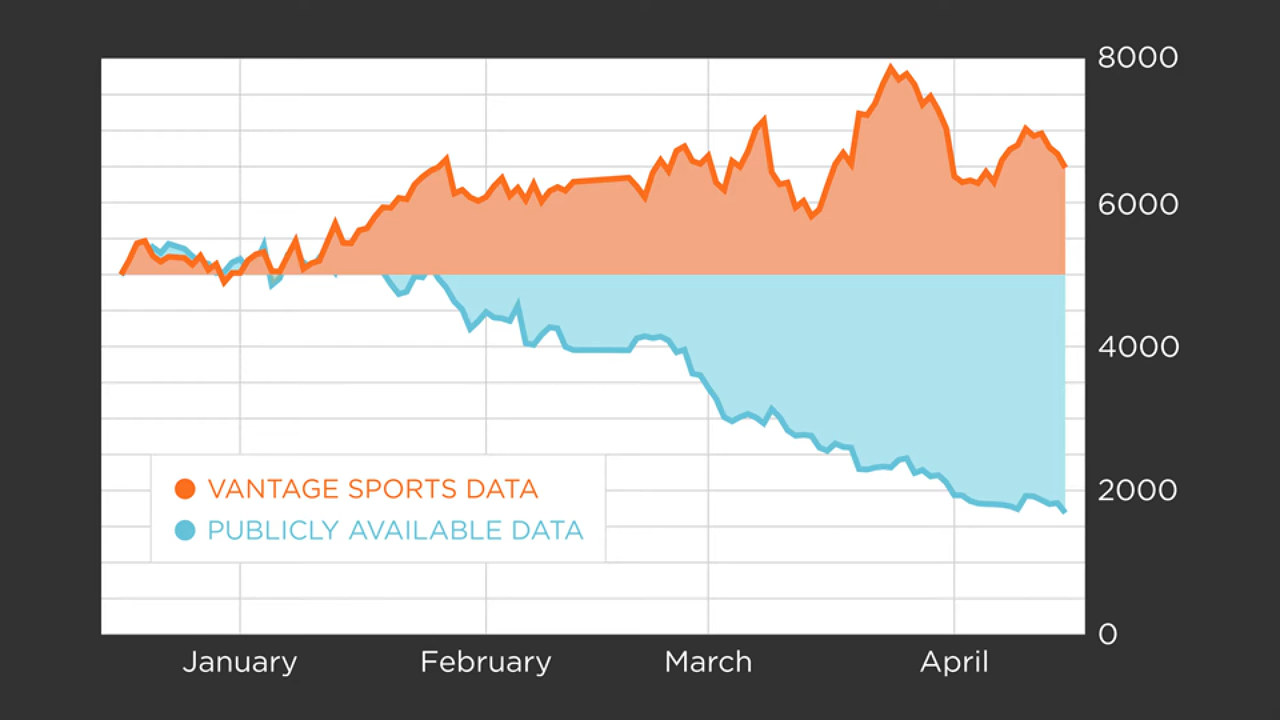 8000
6000
4000
2000
0
VANTAGE SPORTS DATA
PUBLICLY AVAILABLE DATA
January February March April